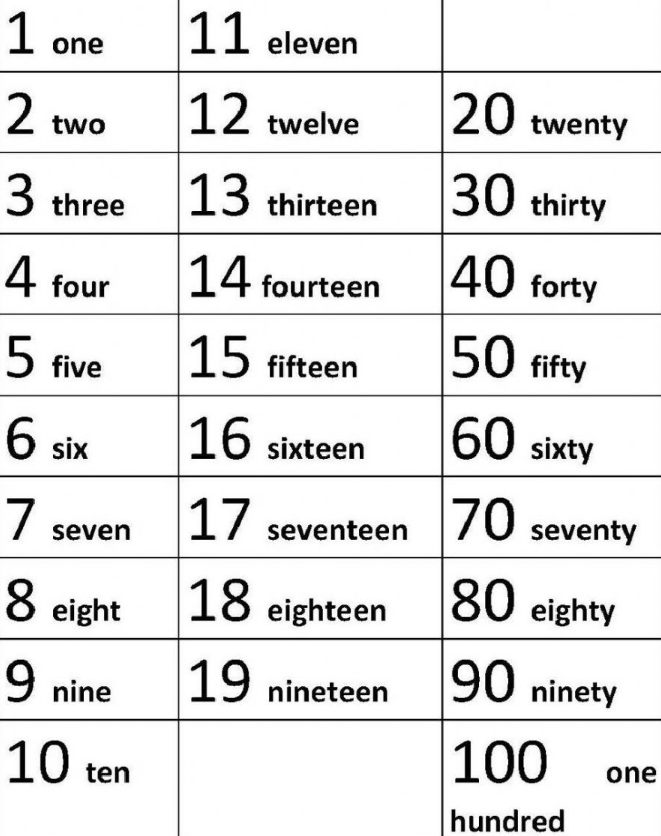 1 one 11 eleven
2 two 12 twelve 20 twenty
3 three 13 thirteen 30 thirty
4 four 14 fourteen 40 forty
5 five 15 fifteen 50 fifty
6 six 16 sixteen 60 sixty
7 seven 17 seventeen 70 seventy
8 eight 18 eighteen 80 eighty
9 nine 19 nineteen 90 ninety
10 ten 100 one
hundred